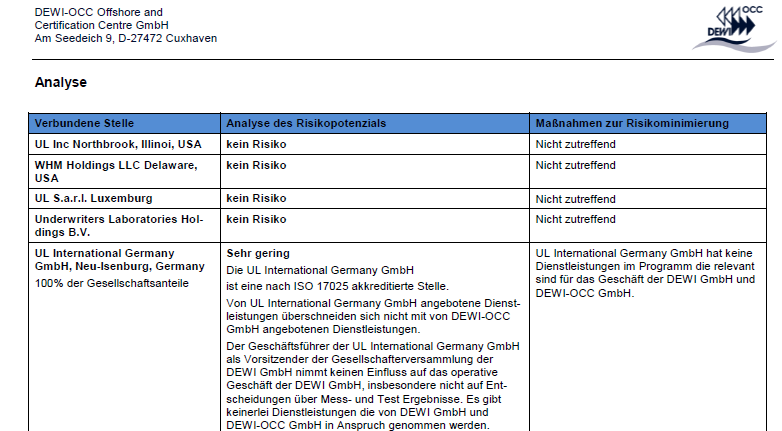 DEWI-OCC Offshore and
Certification Centre GmbH
Am Seedeich 9, D-27472 Cuxhaven
DEWI OCC
Analyse
Verbundene Stelle
Analyse des Risikopotenzials
Maßnahmen zur Risikominimierung
UL Inc Northbrook, Illinoi, USA
kein Risiko
Nicht zutreffend
WHM Holdings LLC Delaware,
USA
kein Risiko
Nicht zutreffend
UL S.a.r.l. Luxemburg
kein Risiko
Nicht zutreffend
Underwriters Laboratories Hol-
dings B.V.
kein Risiko
Nicht zutreffend
UL International Germany
GmbH, Neu-Isenburg, Germany
100% der Gesellschaftsanteile
Sehr gering
Die UL International Germany GmbH
ist eine nach ISO 17025 akkreditierte Stelle.
Von UL International Germany GmbH angebotene Dienst-
leistungen überschneiden sich nicht mit von DEWI-OCC
GmbH angebotenen Dienstleistungen.
Der Geschäftsführer der UL International Germany GmbH
als Vorsitzender der Gesellschafterversammlung der
DEWI GmbH nimmt keinen Einfluss auf das operative
Geschäft der DEWI GmbH, insbesondere nicht auf Ent-
scheidungen über Mess- und Test Ergebnisse. Es gibt
keinerlei Dienstleistungen die von DEWI GmbH und
DEWI-OCC GmbH in Anspruch genommen werden.
UL International Germany GmbH hat keine
Dienstleistungen im Programm die relevant
sind für das Geschäft der DEWI GmbH und
DEWI-OCC GmbH.